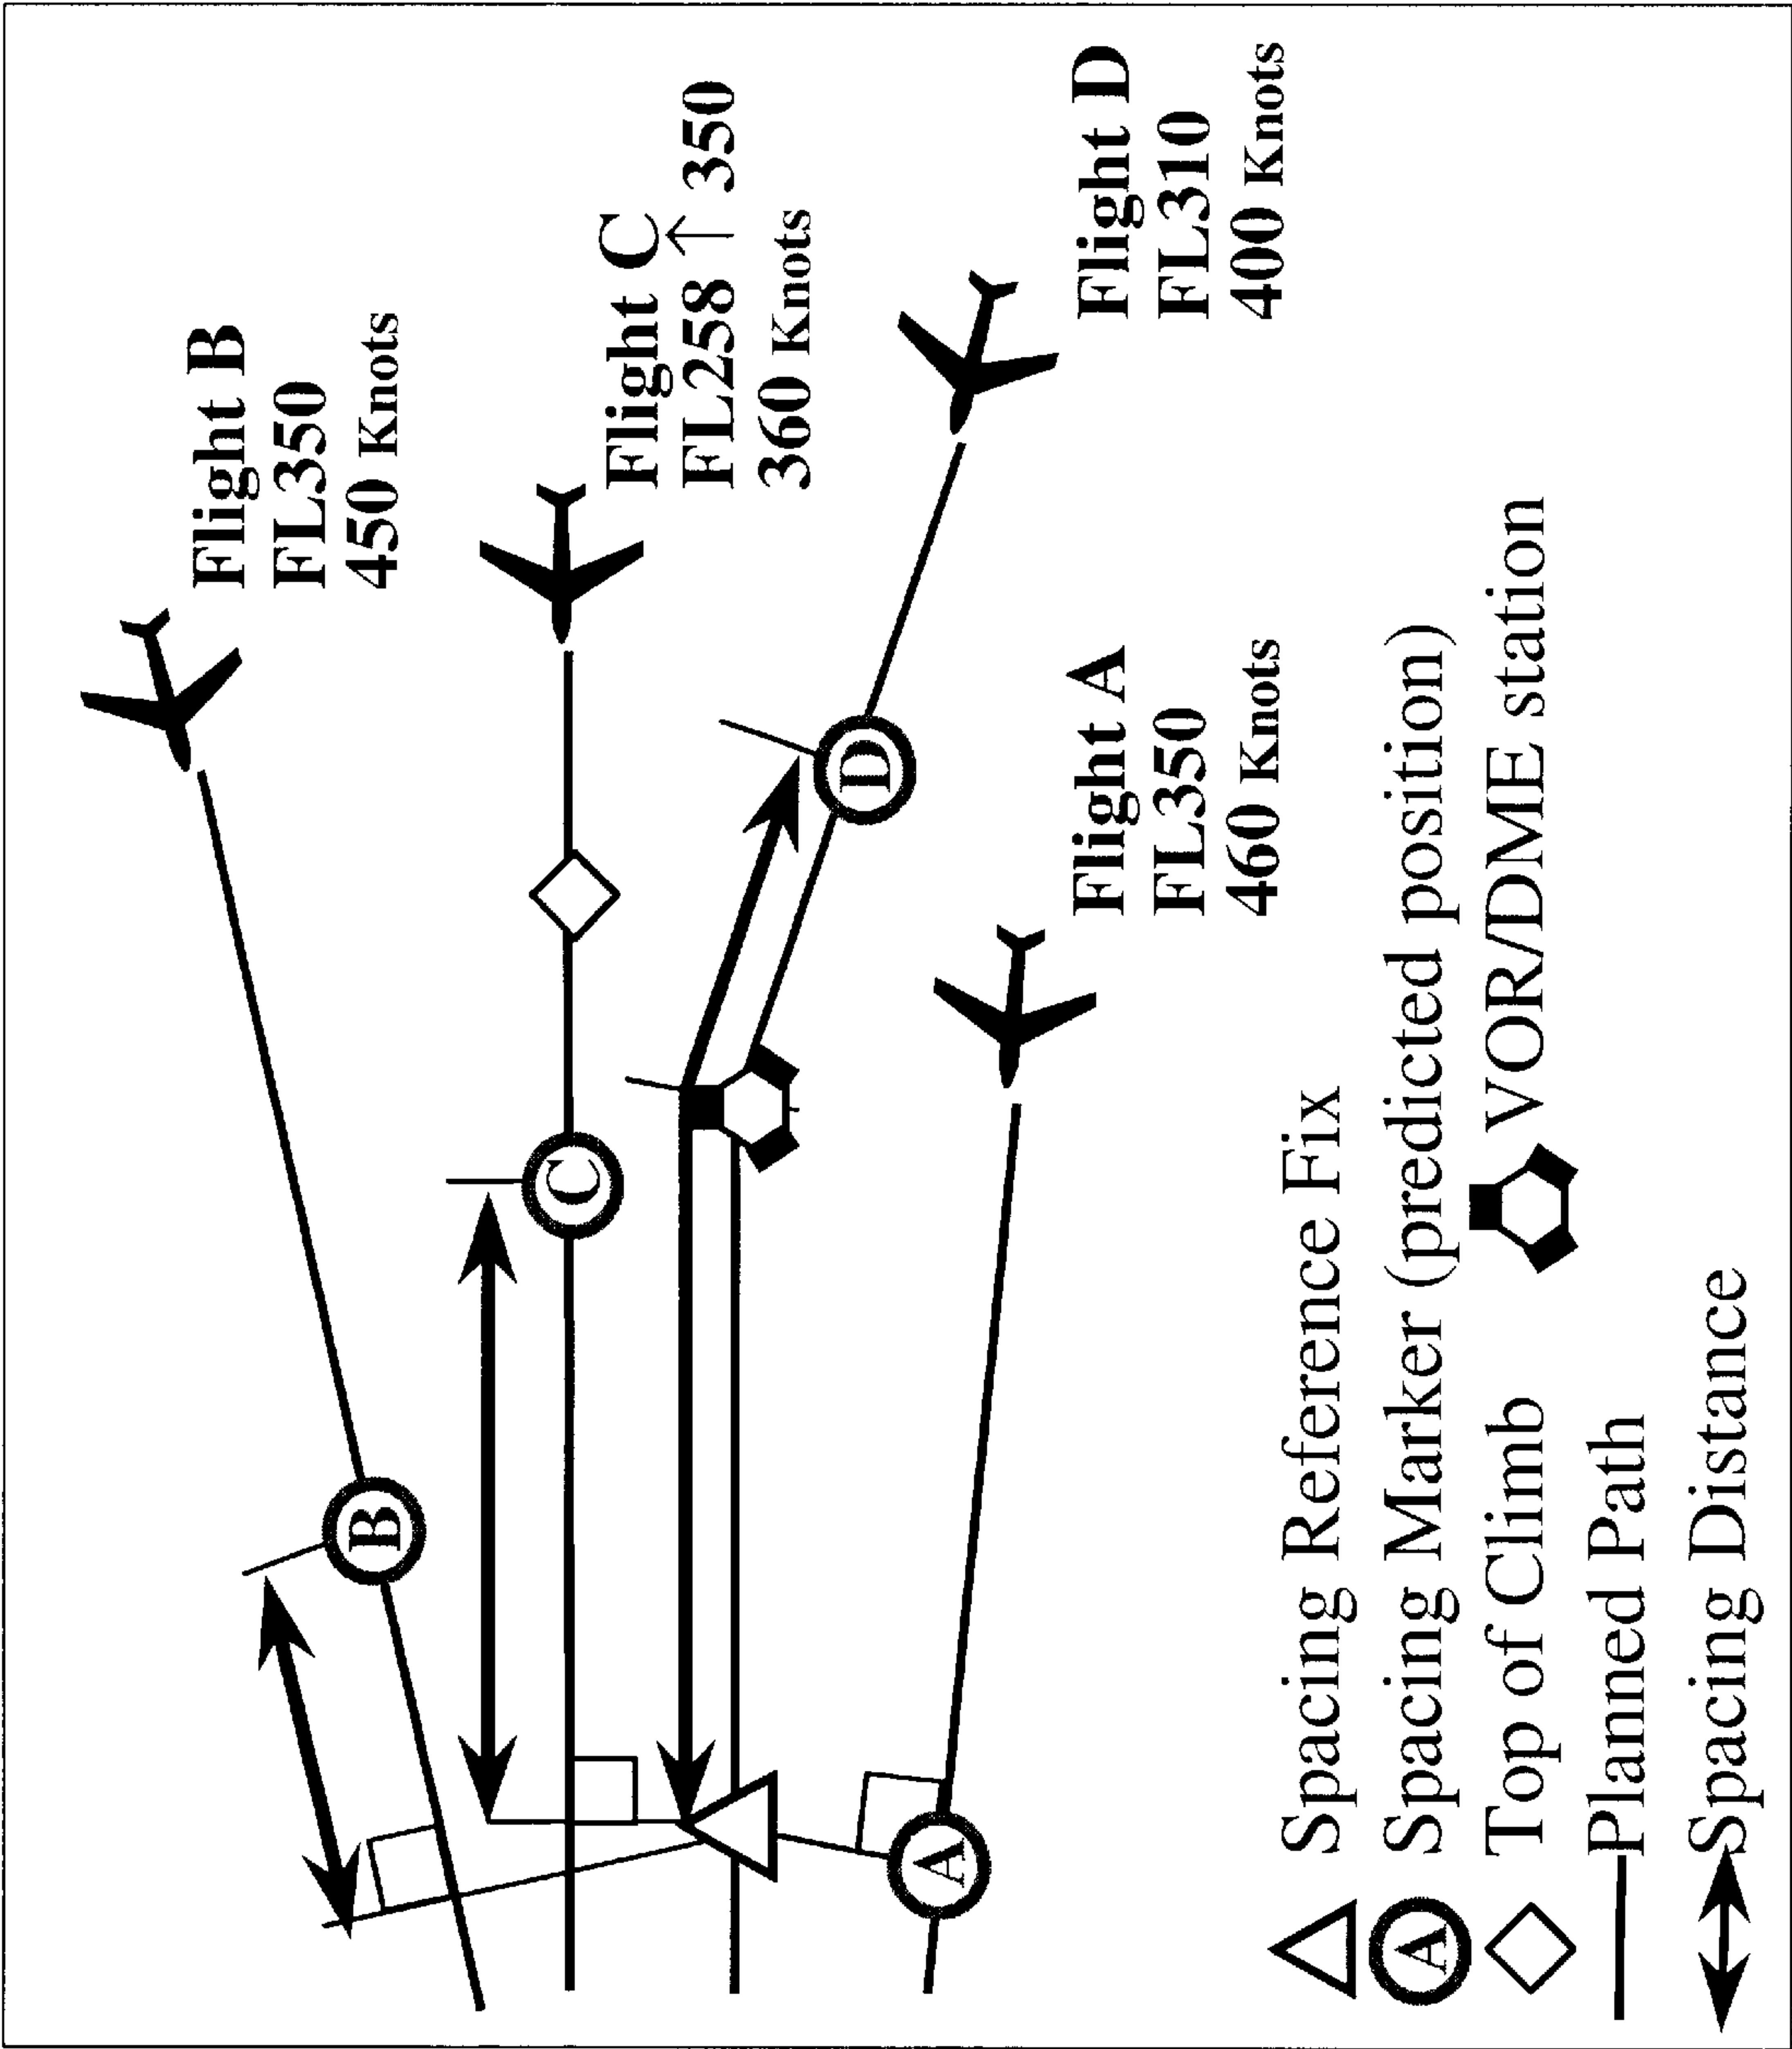 Flight B
FL350
450 Knots
Flight C
FL258 ↑ 350
360 Knots
Flight D
FL310
400 Knots
Flight A
FL350
460 Knots
B
C
D
A
Spacing Reference Fix
A Spacing Marker (predicted position)
Top of Climb
VOR/DME station
Planned Path
Spacing Distance